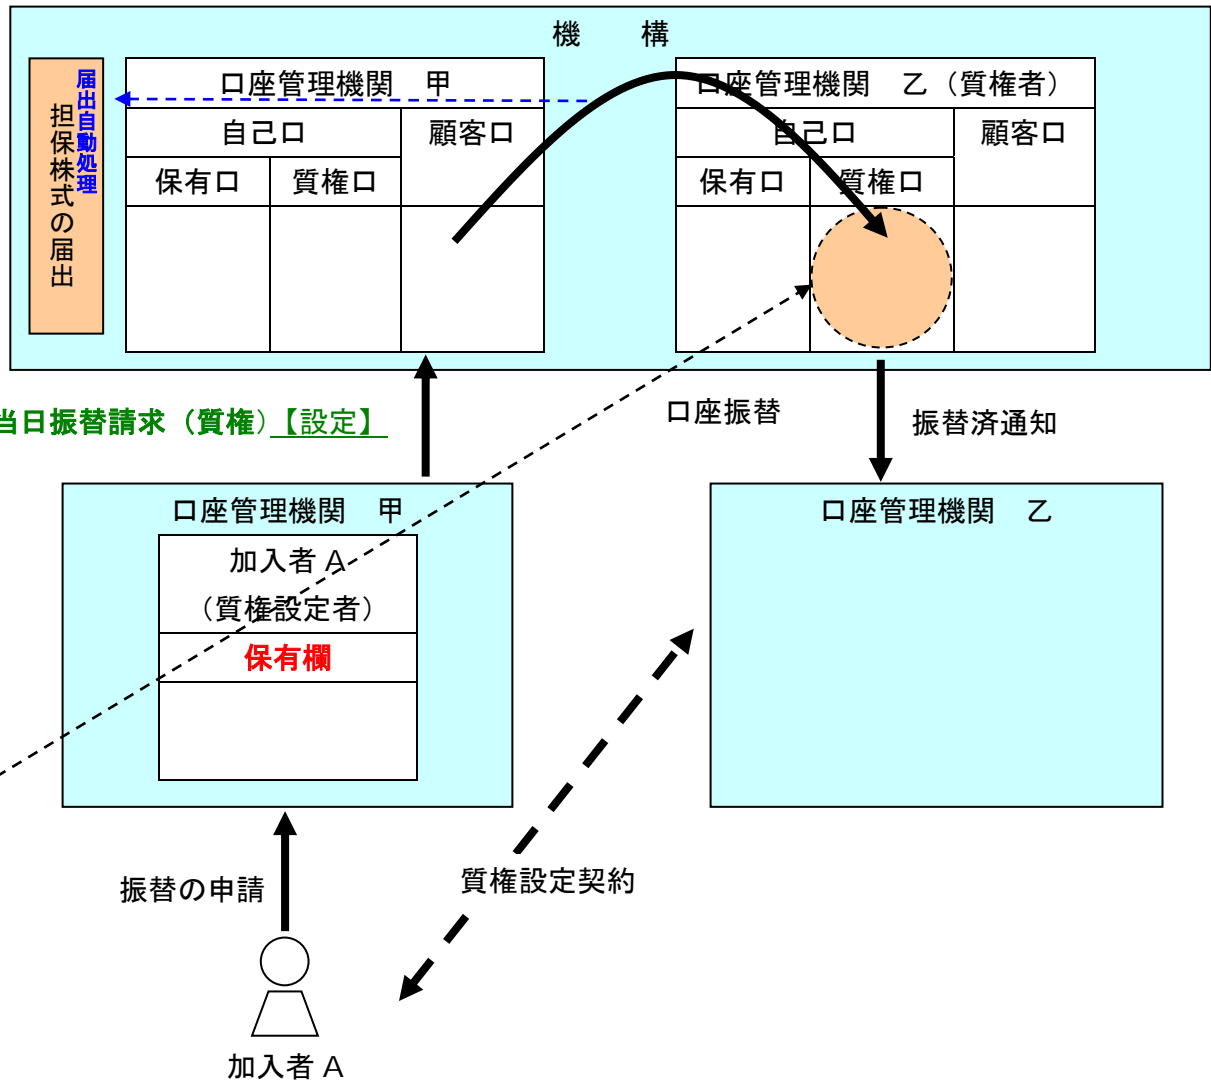 機　構
届出自動処理
担保株式の届出
口座管理機関　甲
自己口
顧客口
保有口
質権口
口座管理機関　乙（質権者）
自己口
顧客口
保有口
質権口
当日振替請求（質権）【設定】
口座振替
振替済通知
口座管理機関　甲
加入者 A
（質権設定者）
保有欄
口座管理機関　乙
質権設定契約
振替の申請
加入者 A